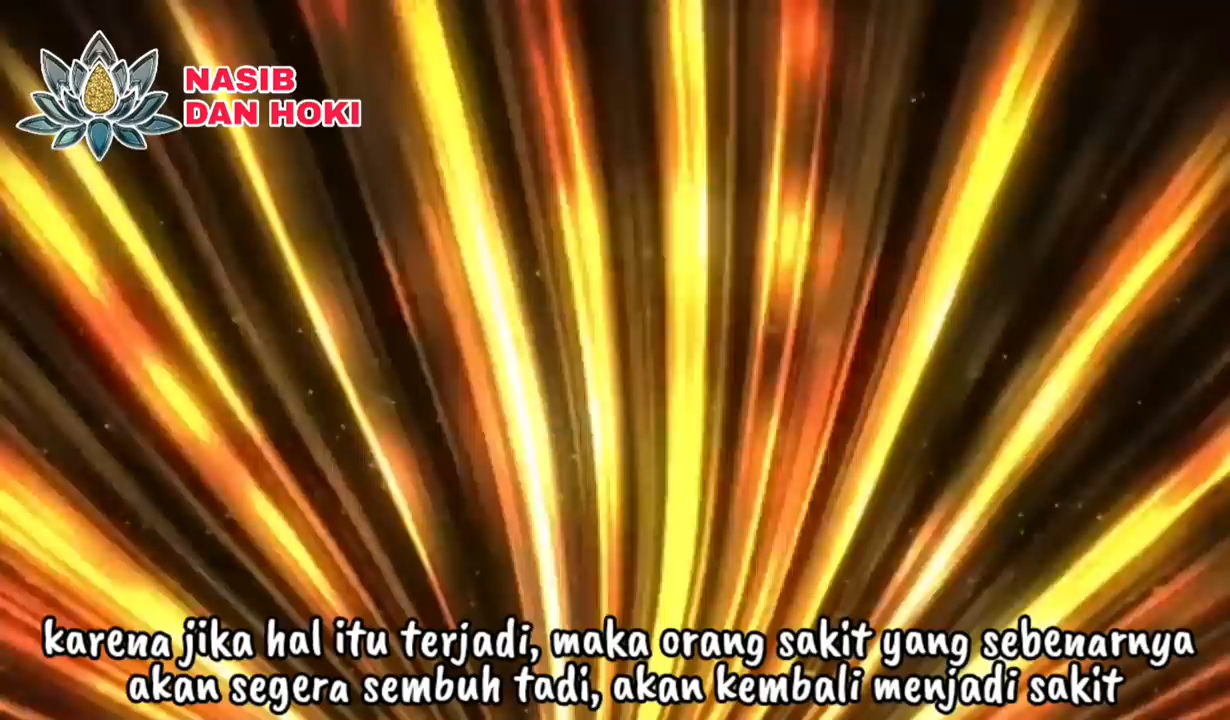 NASIB
DAN HOKI
karena jika hal itu terjadi, maka orang sakit yang sebenarnya
akan segera sembuh tadi, akan kembali menjadi sakit